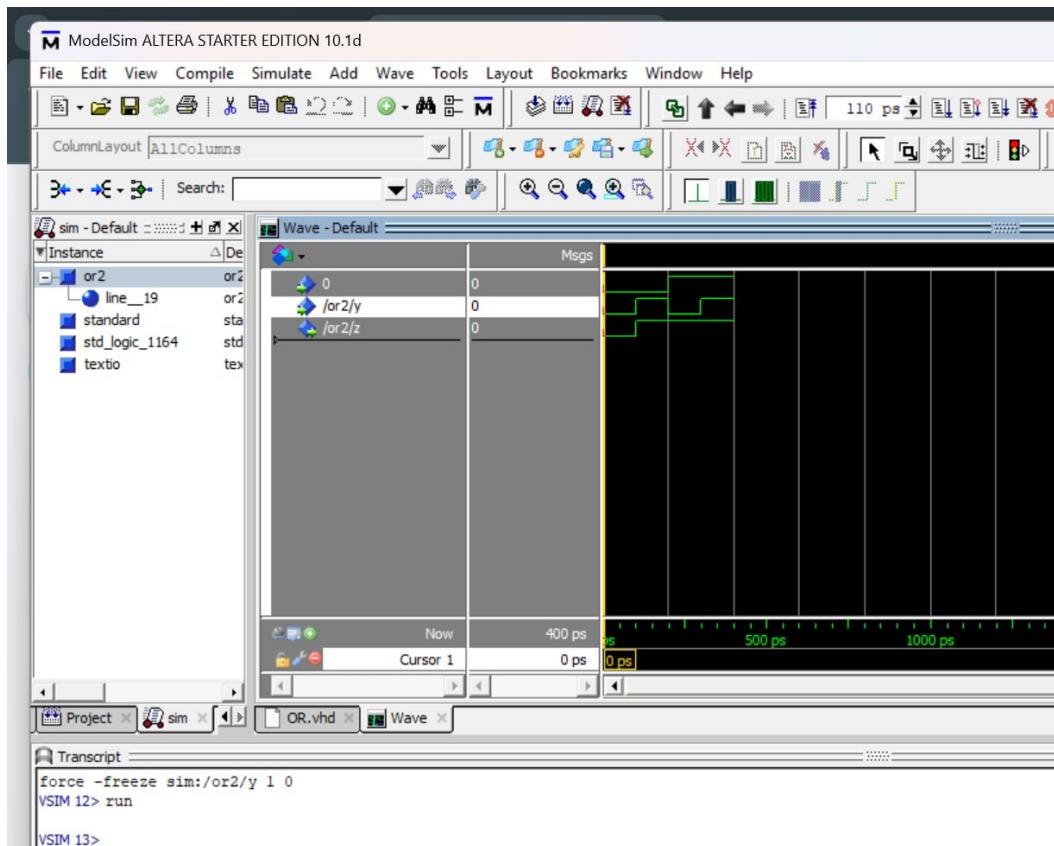 ModelSim ALTERA STARTER EDITION 10.1d
File Edit View Compile Simulate Add Wave Tools Layout Bookmarks Window Help
110 ps
ColumnLayout AllColumns
Search:
sim - Default
Wave - Default
Instance De
Msgs
or2 or2
0 0
line__19 or2
/or2/y 0
standard sta
/or2/z 0
std_logic_1164 std
textio tex
Now 400 ps
ps 500 ps 1000 ps
Cursor 1 0 ps 0 ps
Project sim OR.vhd Wave
Transcript
force -freeze sim:/or2/y 1 0
VSIM 12> run
VSIM 13>